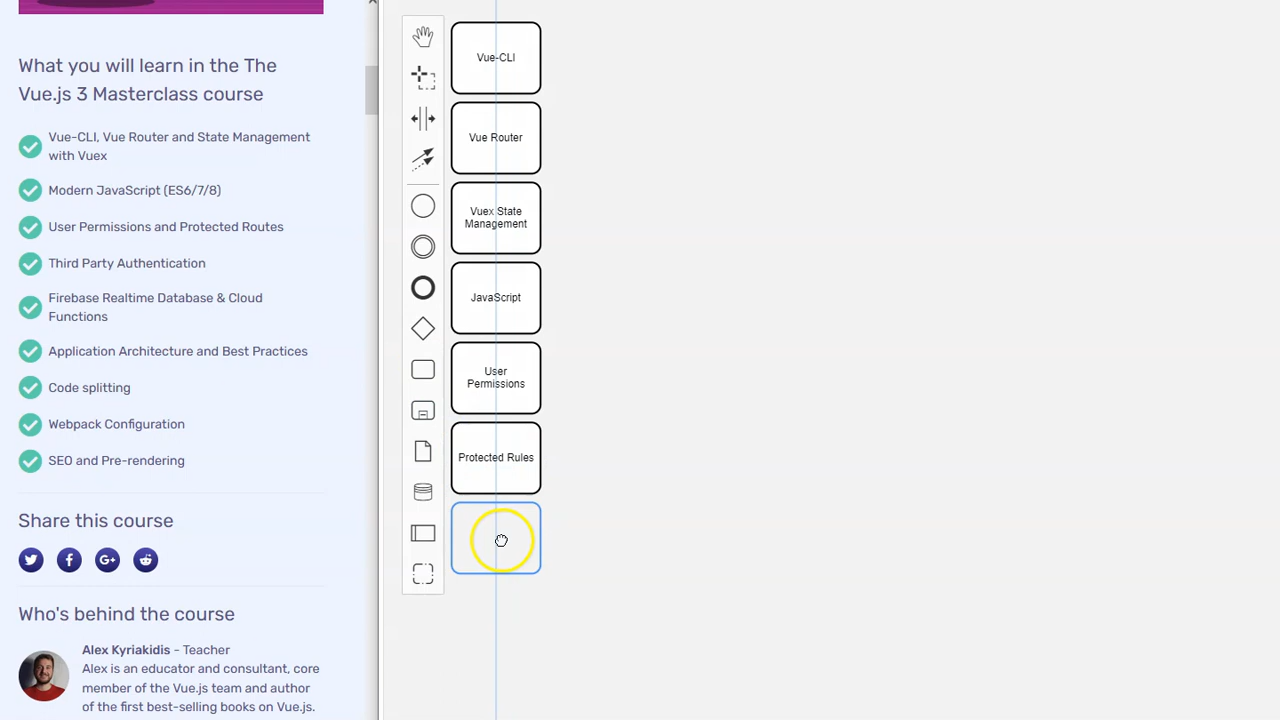 What you will learn in the The
Vue.js 3 Masterclass course
Vue-CLI, Vue Router and State Management
with Vuex
Modern JavaScript (ES6/7/8)
User Permissions and Protected Routes
Third Party Authentication
Firebase Realtime Database & Cloud
Functions
Application Architecture and Best Practices
Code splitting
Webpack Configuration
SEO and Pre-rendering
Share this course
Who's behind the course
Alex Kyriakidis - Teacher
Alex is an educator and consultant, core
member of the Vue.js team and author
of the first best-selling books on Vue.js.
Vue-CLI
Vue Router
Vuex State
Management
JavaScript
User
Permissions
Protected Rules